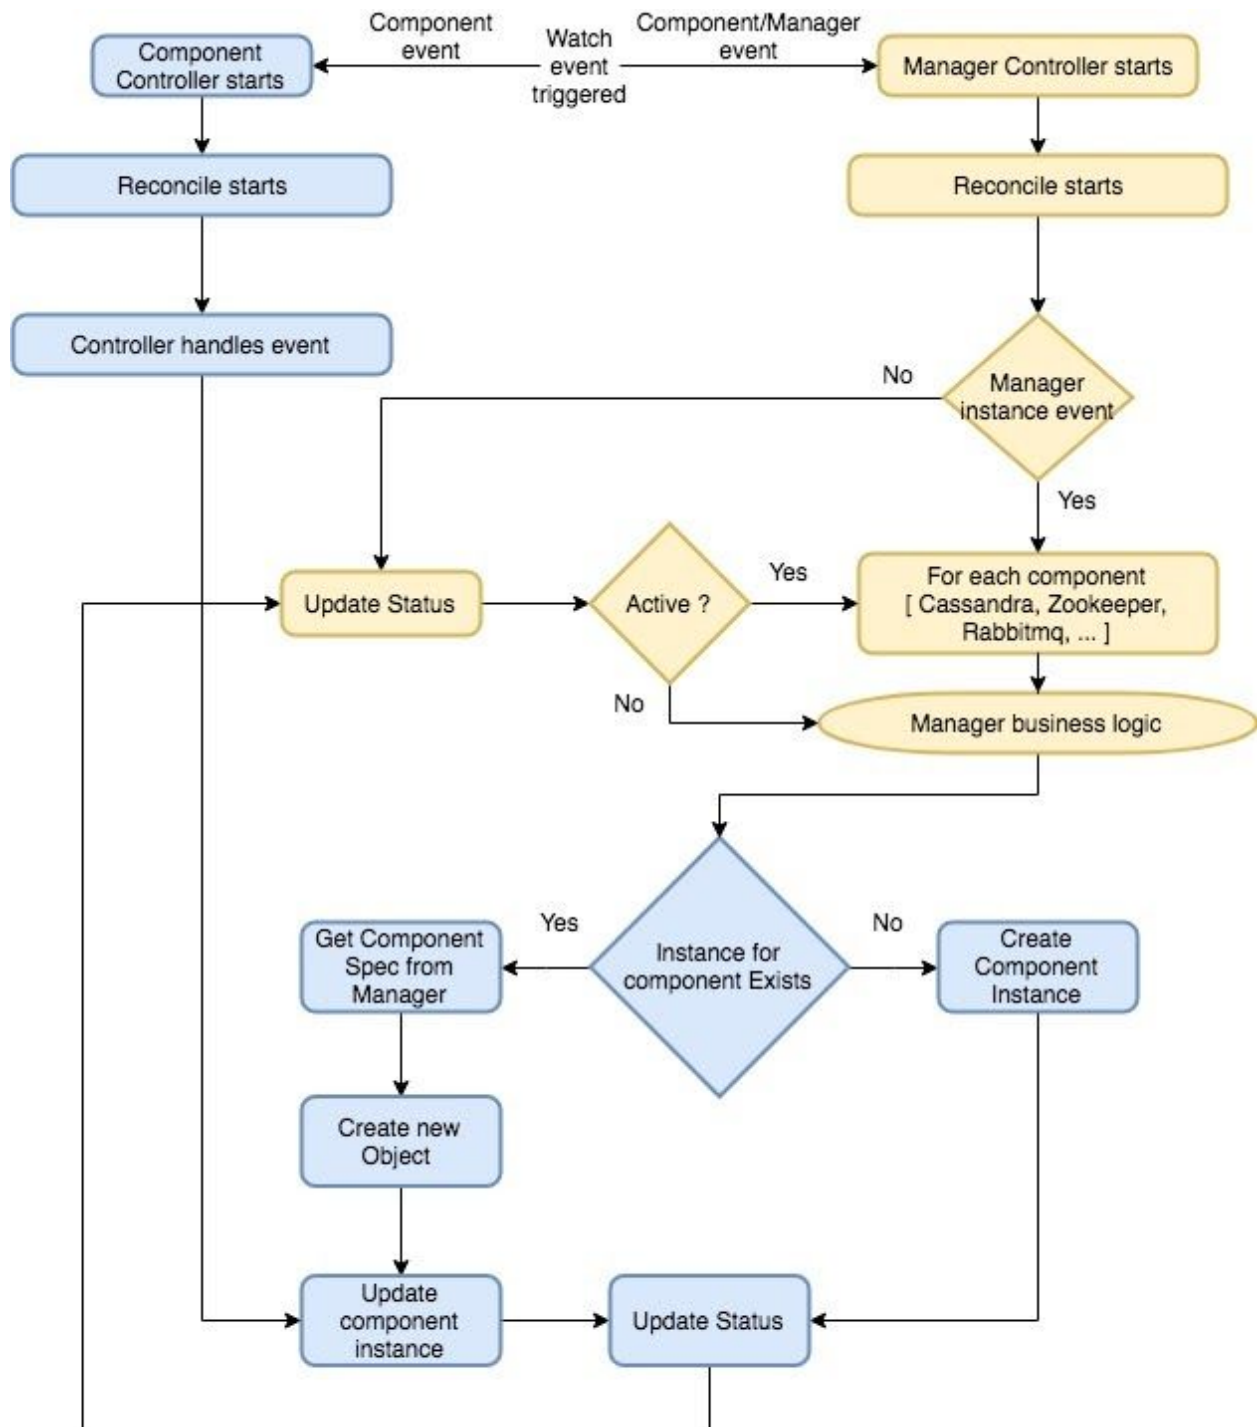 Component
event
Watch
event
triggered
Component/Manager
event
Component
Controller starts
Manager Controller starts
Reconcile starts
Reconcile starts
Controller handles event
No
Manager
instance event
Yes
Update Status
Active ?
Yes
For each component
[ Cassandra, Zookeeper,
Rabbitmq, ... ]
No
Manager business logic
Yes
No
Get Component
Spec from
Manager
Instance for
component Exists
Create
Component
Instance
Create new
Object
Update
component
instance
Update Status